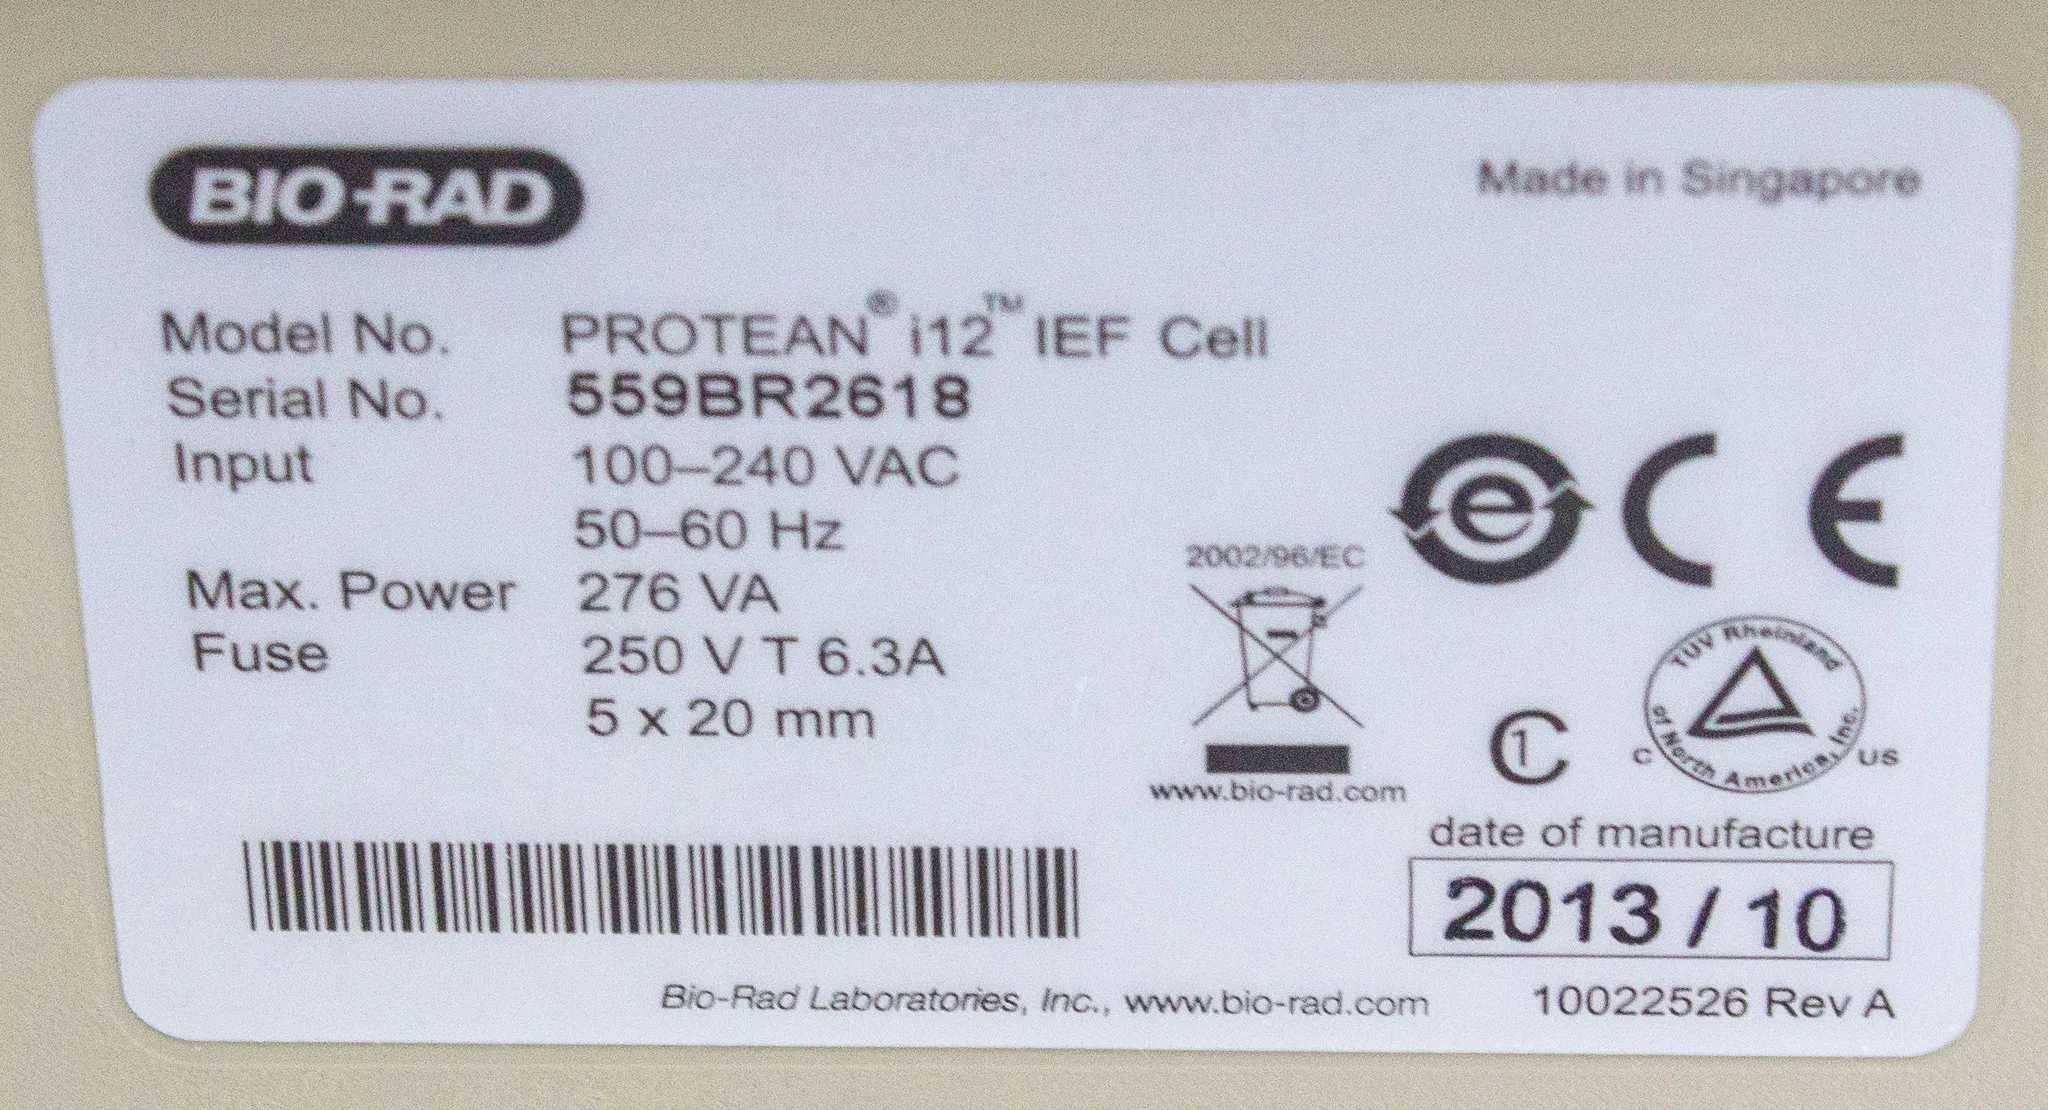 BIO-RAD
Made in Singapore
Model No. PROTEAN® i12™ IEF Cell
Serial No. 559BR2618
Input 100–240 VAC
50–60 Hz
Max. Power 276 VA
Fuse 250 V T 6.3A
5 x 20 mm
2002/96/EC
www.bio-rad.com
e
CE
C1
TUV Rheinland
of North America, Inc.
C US
date of manufacture
2013 / 10
Bio-Rad Laboratories, Inc., www.bio-rad.com
10022526 Rev A